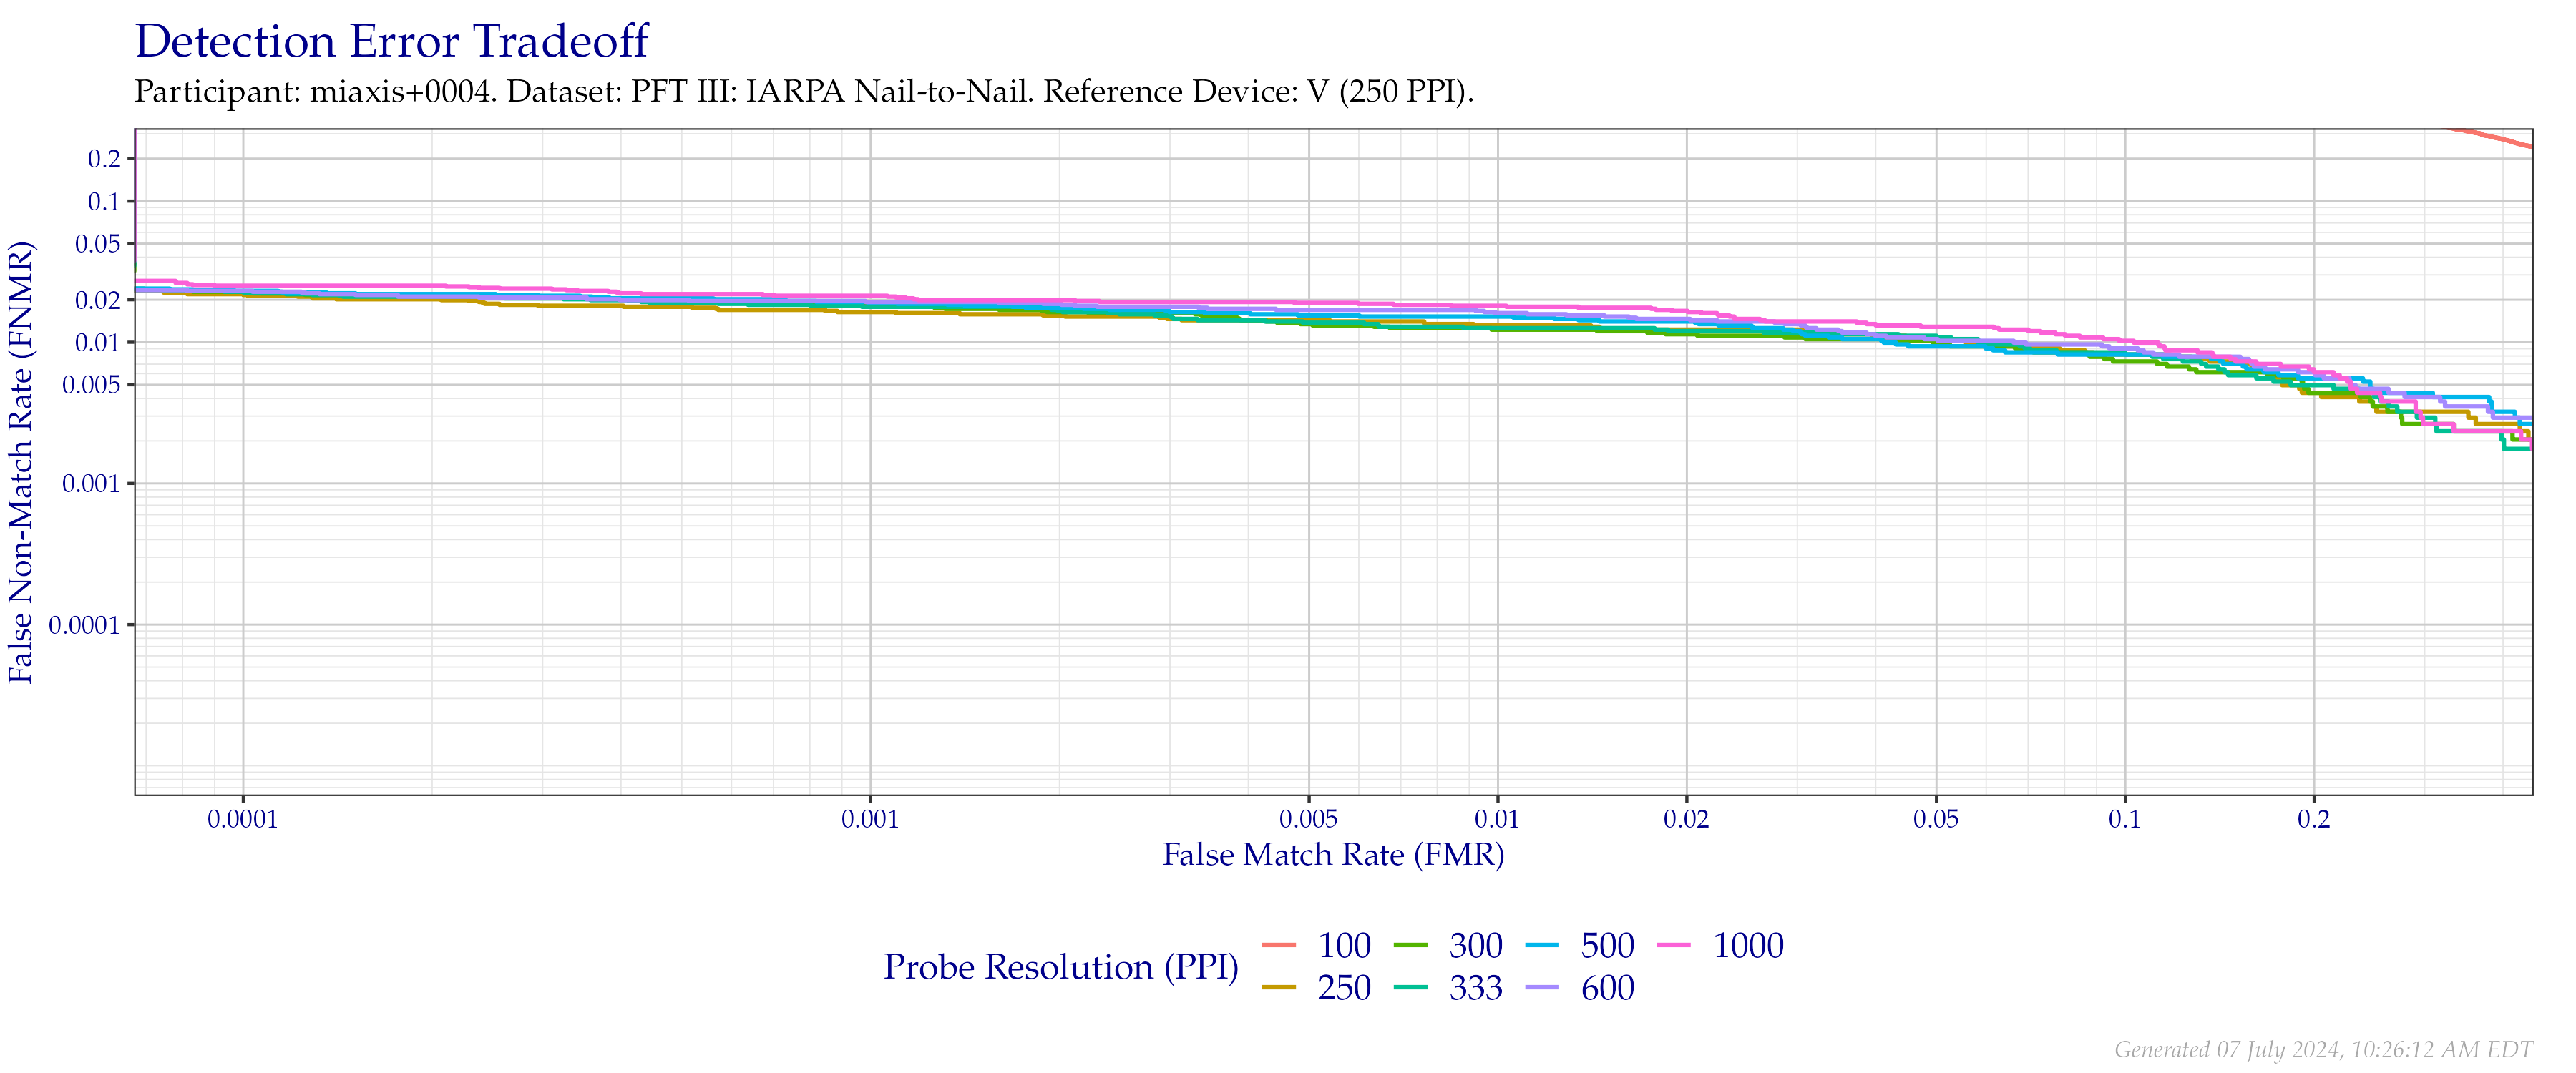 Detection Error Tradeoff
Participant: miaxis+0004. Dataset: PFT III: IARPA Nail-to-Nail. Reference Device: V (250 PPI).
False Non-Match Rate (FNMR)
0.2
0.1
0.05
0.02
0.01
0.005
0.001
0.0001
0.0001 0.001 0.005 0.01 0.02 0.05 0.1 0.2
False Match Rate (FMR)
Probe Resolution (PPI)
100 300 500 1000
250 333 600
Generated 07 July 2024, 10:26:12 AM EDT